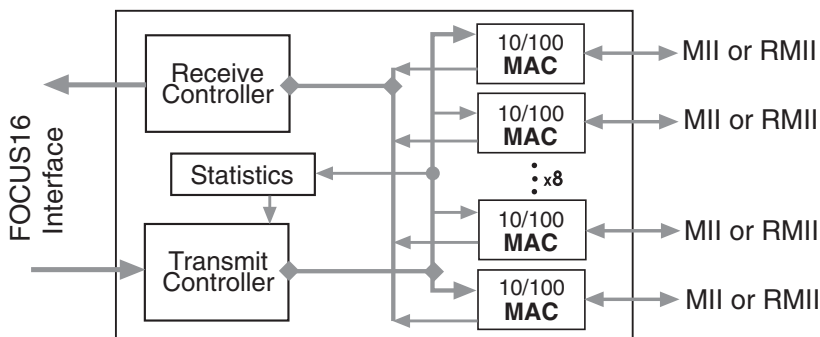 FOCUS16
Interface
Receive
Controller
Statistics
Transmit
Controller
10/100
MAC
MII or RMII
10/100
MAC
MII or RMII
x8
10/100
MAC
MII or RMII
10/100
MAC
MII or RMII